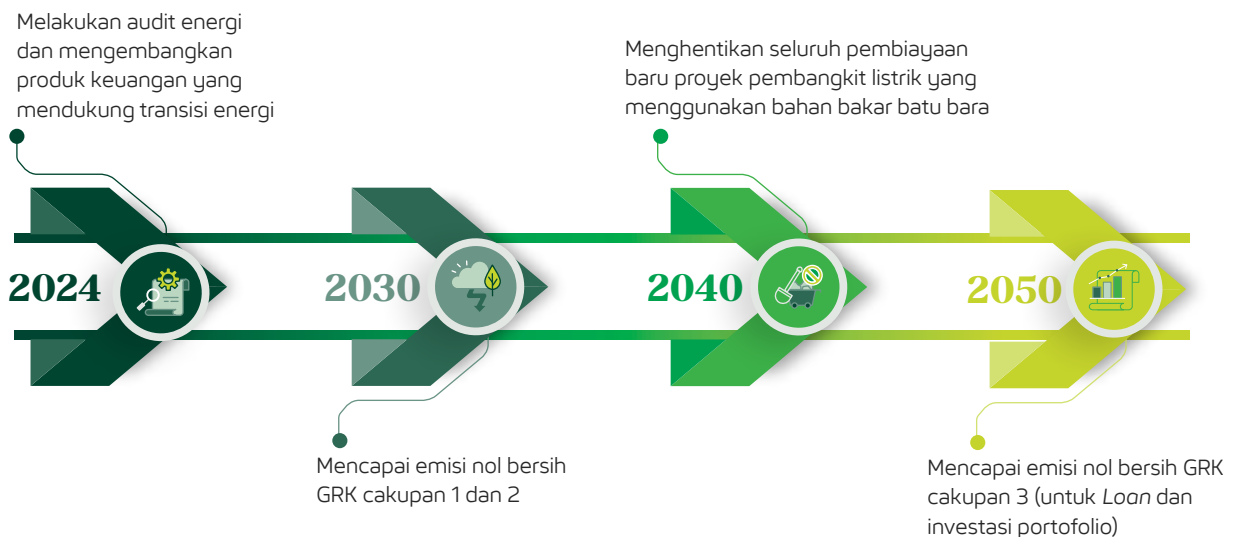 Melakukan audit energi
dan mengembangkan
produk keuangan yang
mendukung transisi energi
Menghentikan seluruh pembiayaan
baru proyek pembangkit listrik yang
menggunakan bahan bakar batu bara
2024
2030
2040
2050
Mencapai emisi nol bersih
GRK cakupan 1 dan 2
Mencapai emisi nol bersih GRK
cakupan 3 (untuk Loan dan
investasi portofolio)